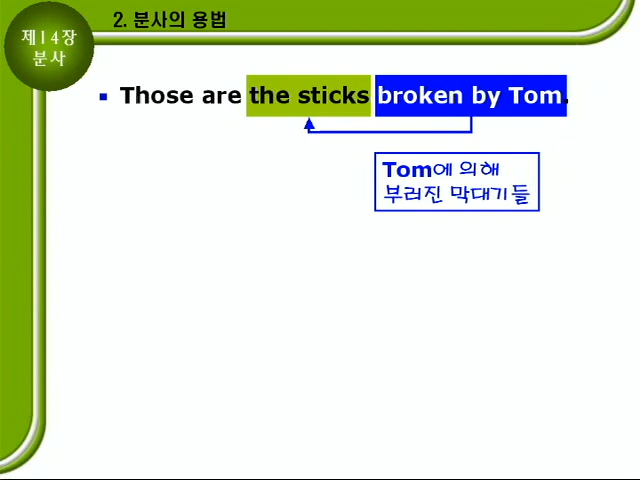 제14장
분사
2. 분사의 용법
▪ Those are the sticks broken by Tom.
Tom에 의해
부러진 막대기들